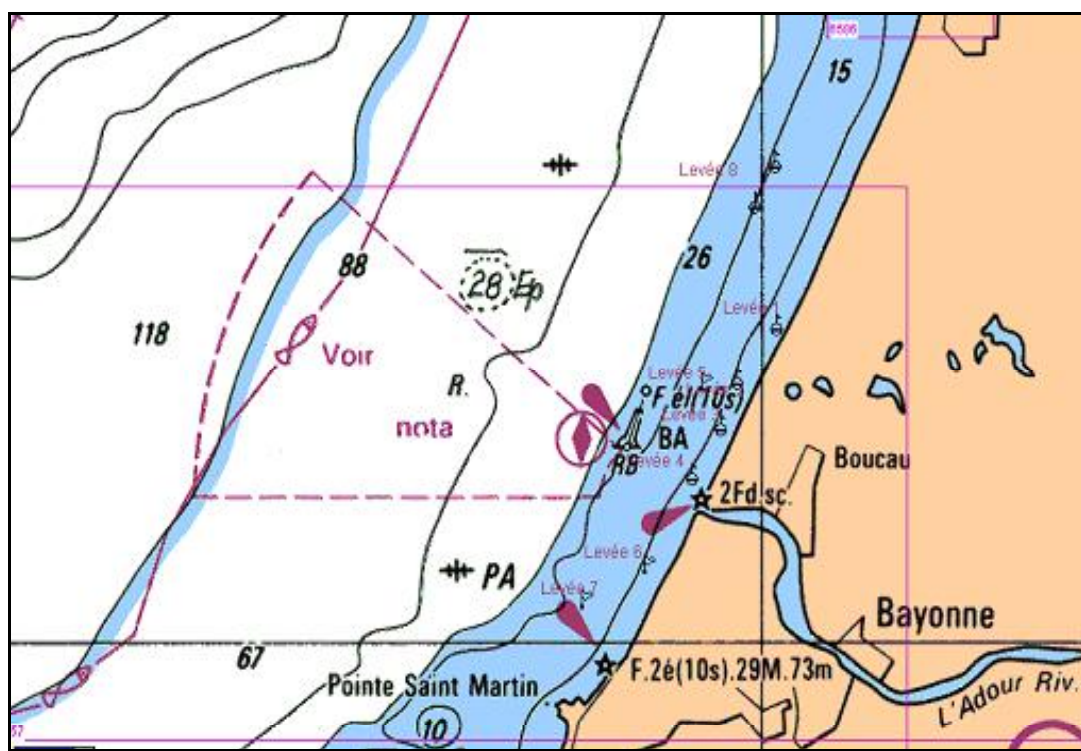 6506
15
Levée 8
26
88
28 Ep
118
Voir
Levée 1
Levée 5
R.
F.él(10s)
nota
BA
RB
Levée 4
Boucau
2Fd.sc.
Levée 6
PA
Levée 7
Bayonne
67
F.2é(10s).29M.73m
Pointe Saint Martin
L'Adour Riv.
10
57